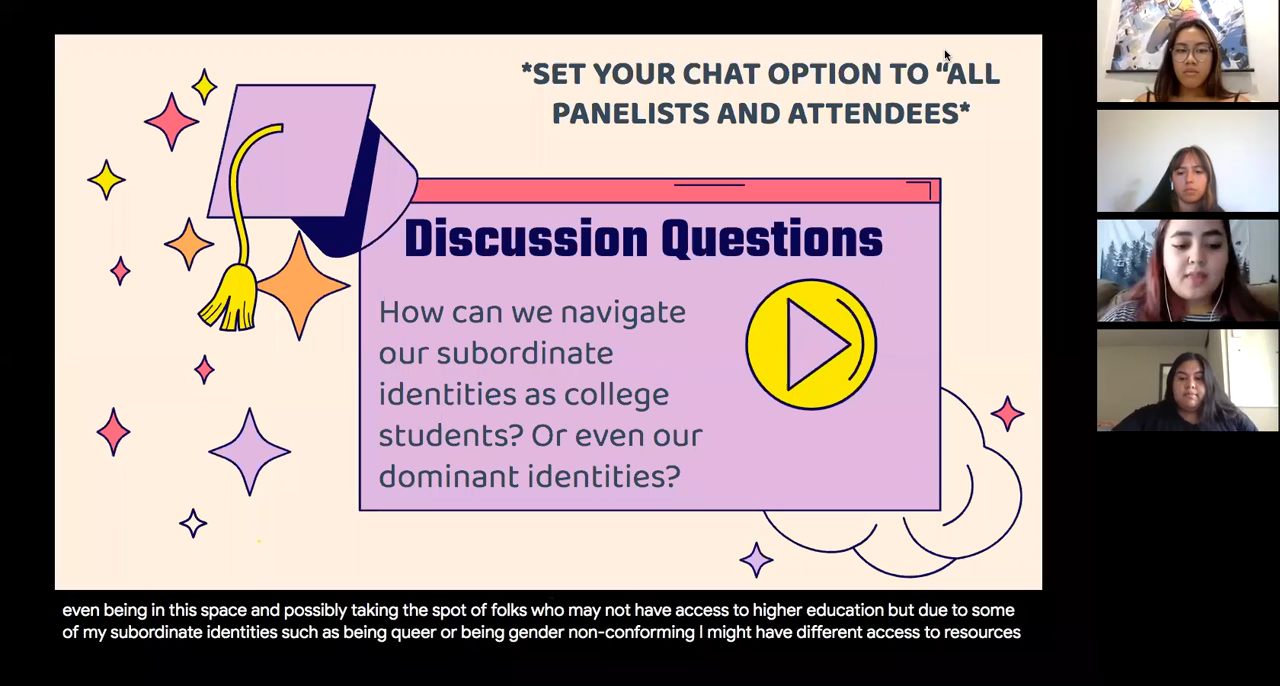 *SET YOUR CHAT OPTION TO “ALL
PANELISTS AND ATTENDEES*
Discussion Questions
How can we navigate
our subordinate
identities as college
students? Or even our
dominant identities?
even being in this space and possibly taking the spot of folks who may not have access to higher education but due to some
of my subordinate identities such as being queer or being gender non-conforming I might have different access to resources